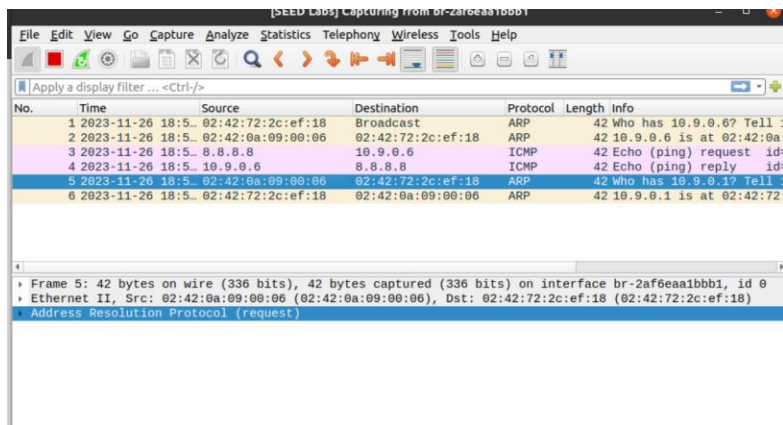 [SEED Labs] Capturing from br-2af6eaa1bbb1
File Edit View Go Capture Analyze Statistics Telephony Wireless Tools Help
Apply a display filter … <Ctrl-/>
No. Time Source Destination Protocol Length Info
1 2023-11-26 18:5… 02:42:72:2c:ef:18 Broadcast ARP 42 Who has 10.9.0.6? Tell
2 2023-11-26 18:5… 02:42:0a:09:00:06 02:42:72:2c:ef:18 ARP 42 10.9.0.6 is at 02:42:0a
3 2023-11-26 18:5… 8.8.8.8 10.9.0.6 ICMP 42 Echo (ping) request id=
4 2023-11-26 18:5… 10.9.0.6 8.8.8.8 ICMP 42 Echo (ping) reply id=
5 2023-11-26 18:5… 02:42:0a:09:00:06 02:42:72:2c:ef:18 ARP 42 Who has 10.9.0.1? Tell
6 2023-11-26 18:5… 02:42:72:2c:ef:18 02:42:0a:09:00:06 ARP 42 10.9.0.1 is at 02:42:72
Frame 5: 42 bytes on wire (336 bits), 42 bytes captured (336 bits) on interface br-2af6eaa1bbb1, id 0
Ethernet II, Src: 02:42:0a:09:00:06 (02:42:0a:09:00:06), Dst: 02:42:72:2c:ef:18 (02:42:72:2c:ef:18)
Address Resolution Protocol (request)